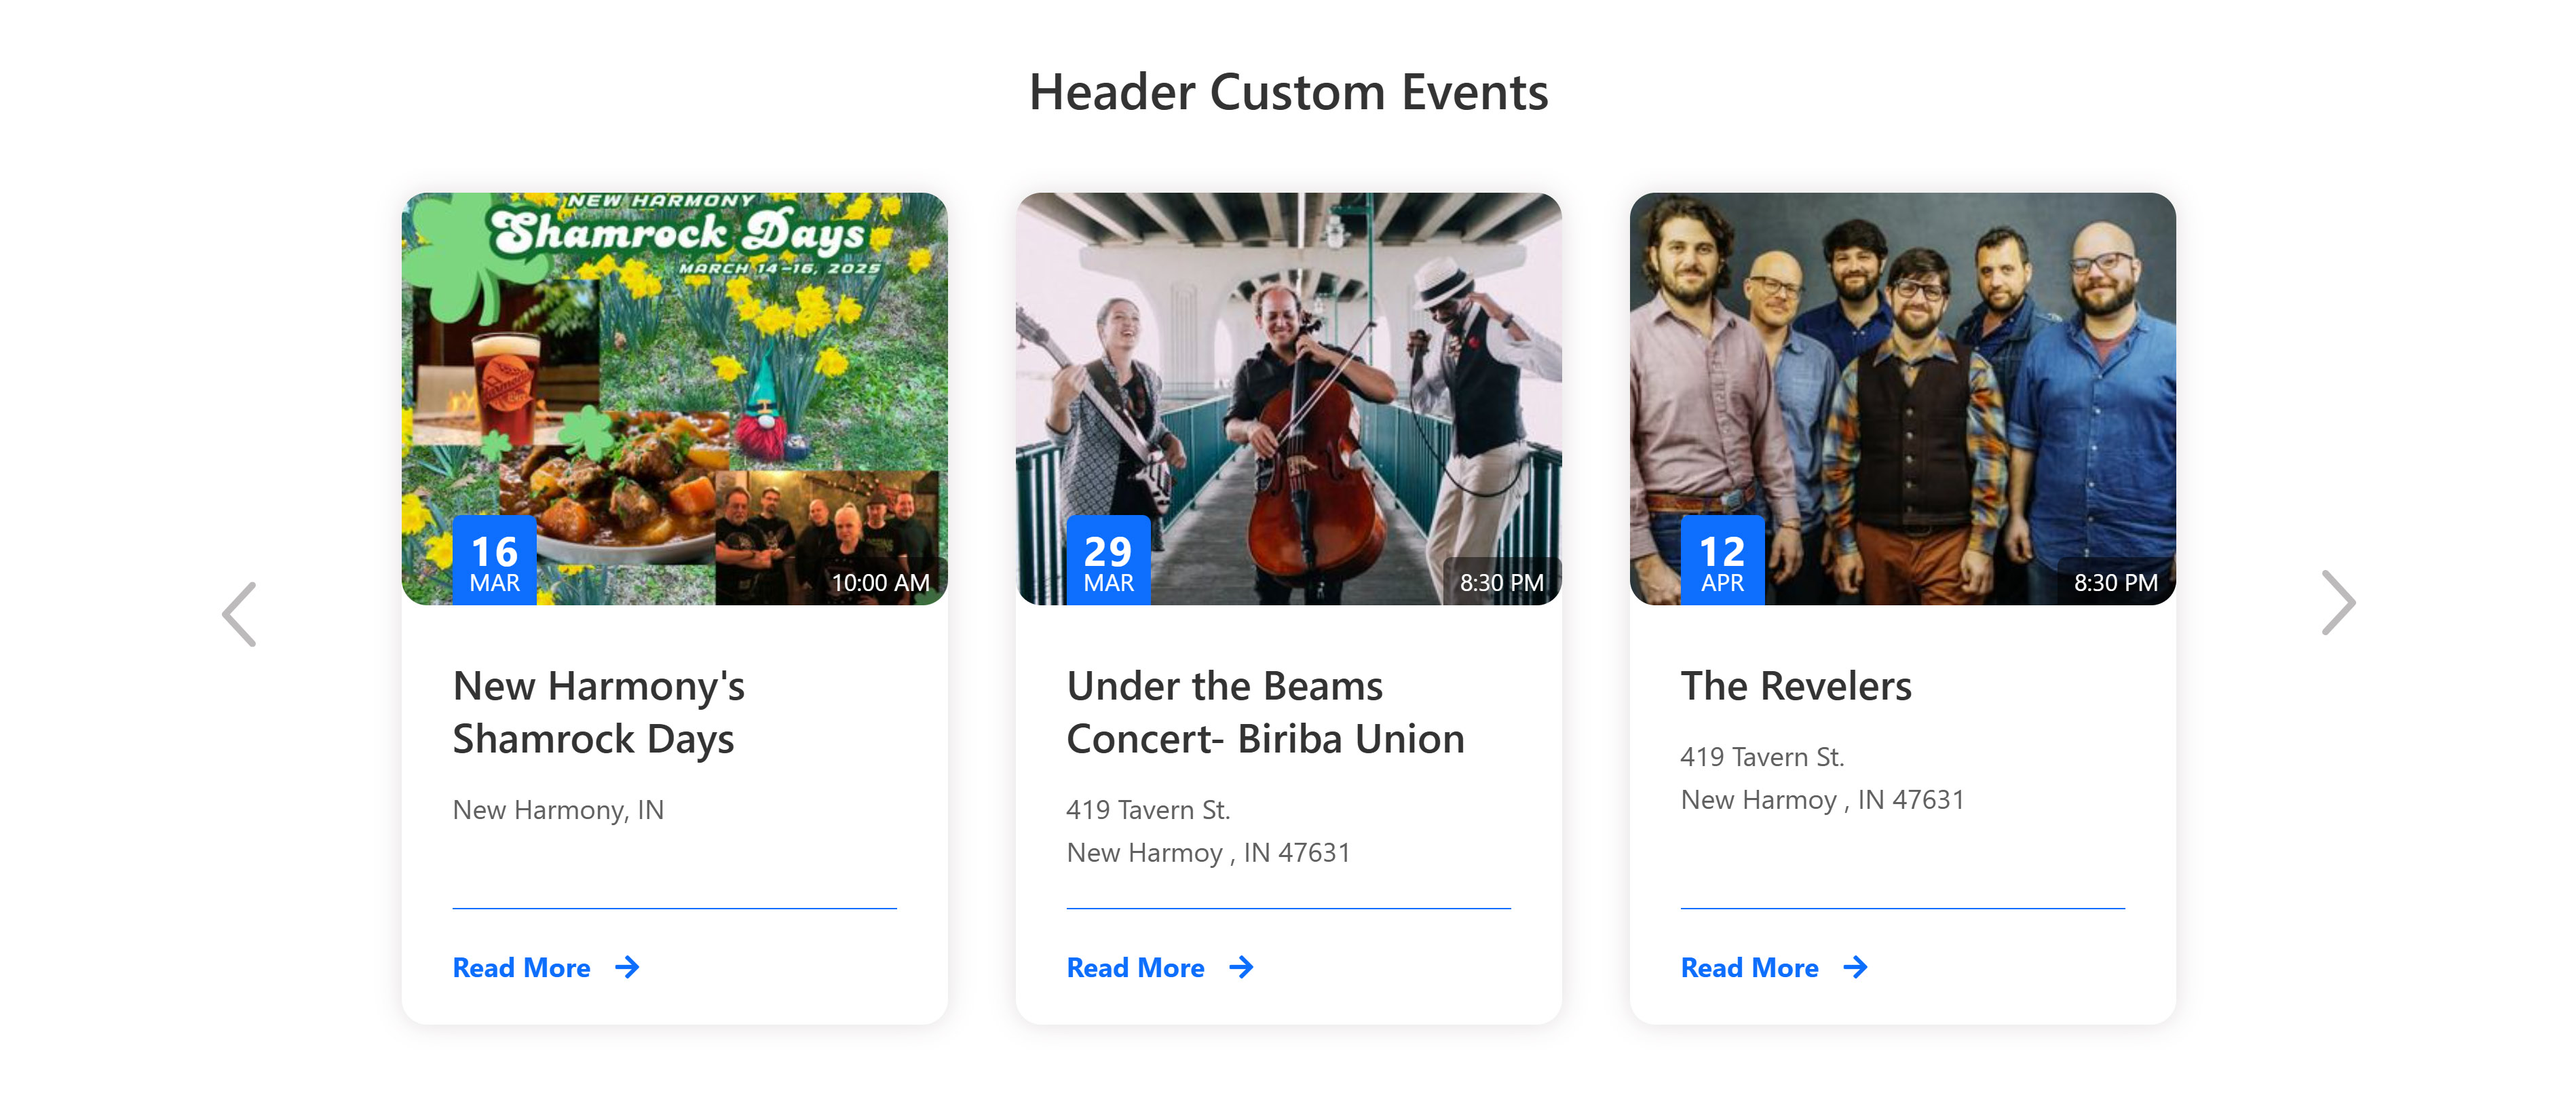 Header Custom Events
NEW HARMONY
Shamrock Days
MARCH 14-16, 2025
16
MAR
10:00 AM
New Harmony's
Shamrock Days
New Harmony, IN
Read More
29
MAR
8:30 PM
Under the Beams
Concert- Biriba Union
419 Tavern St.
New Harmoy , IN 47631
Read More
12
APR
8:30 PM
The Revelers
419 Tavern St.
New Harmoy , IN 47631
Read More